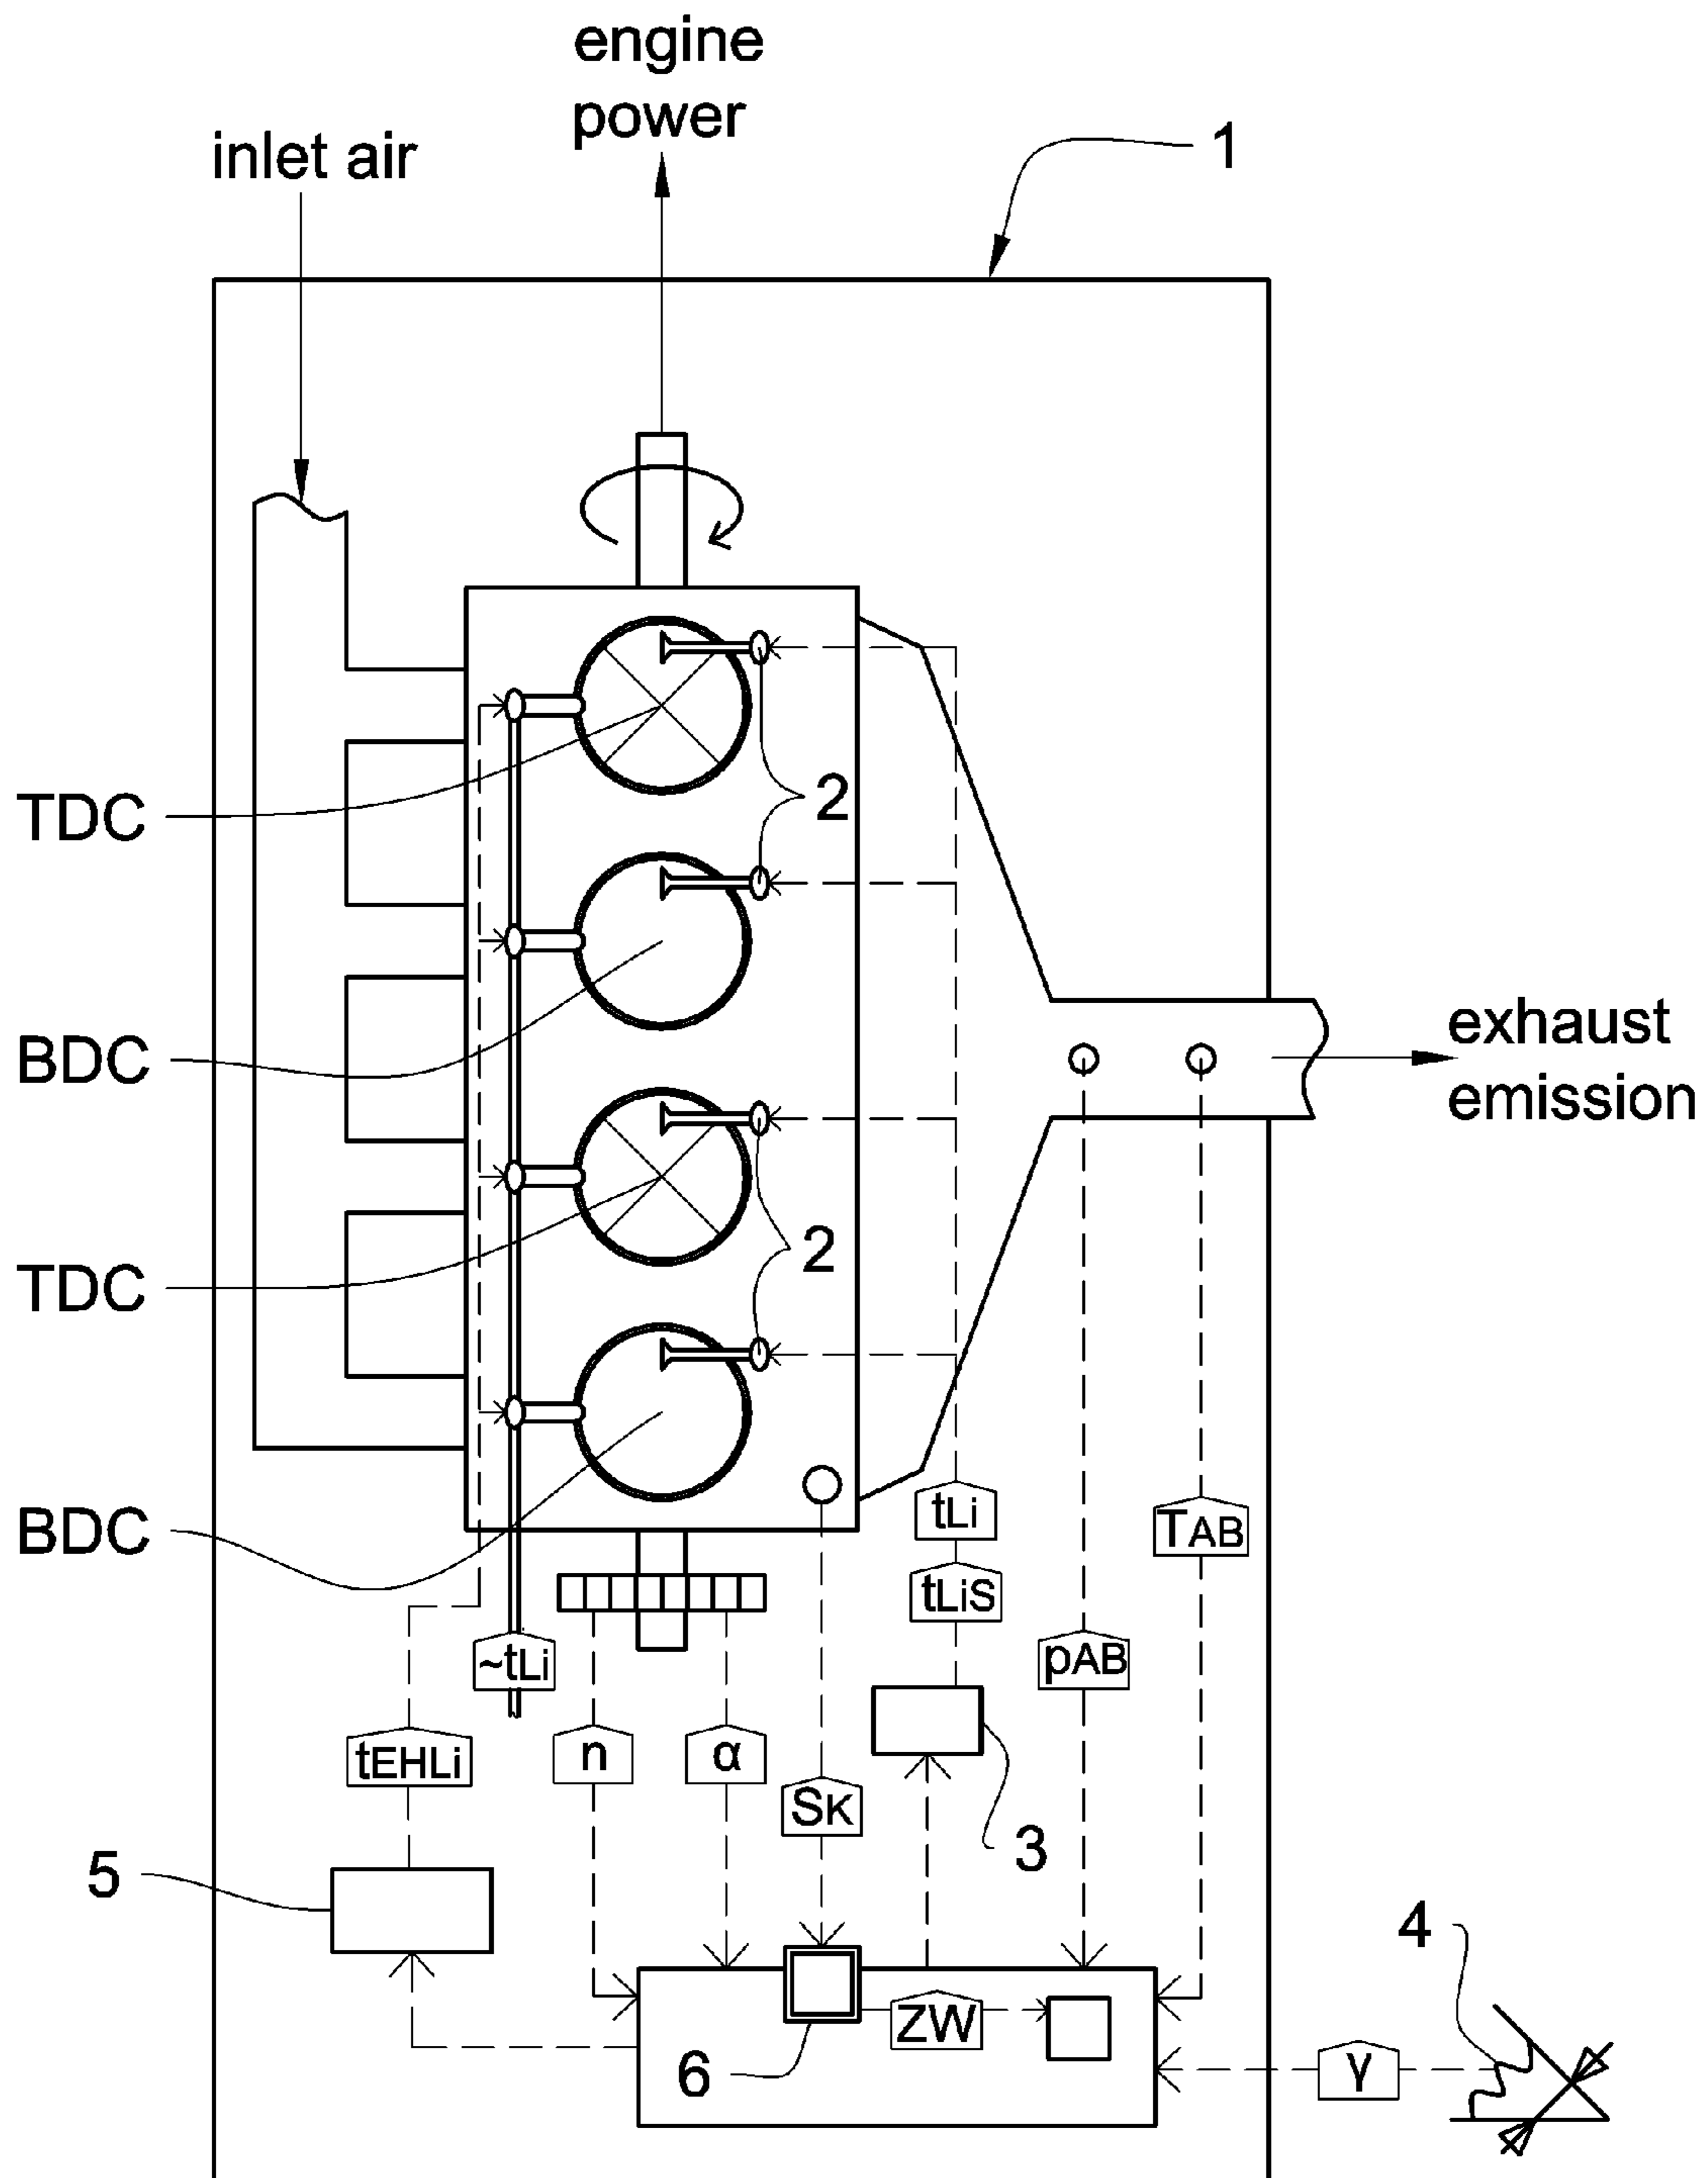 engine
power
inlet air
1
TDC
2
BDC
exhaust
emission
TDC
2
BDC
tLi
TAB
tLiS
~tLi
pAB
tEHLi
n
α
SK
3
5
4
ZW
6
γ